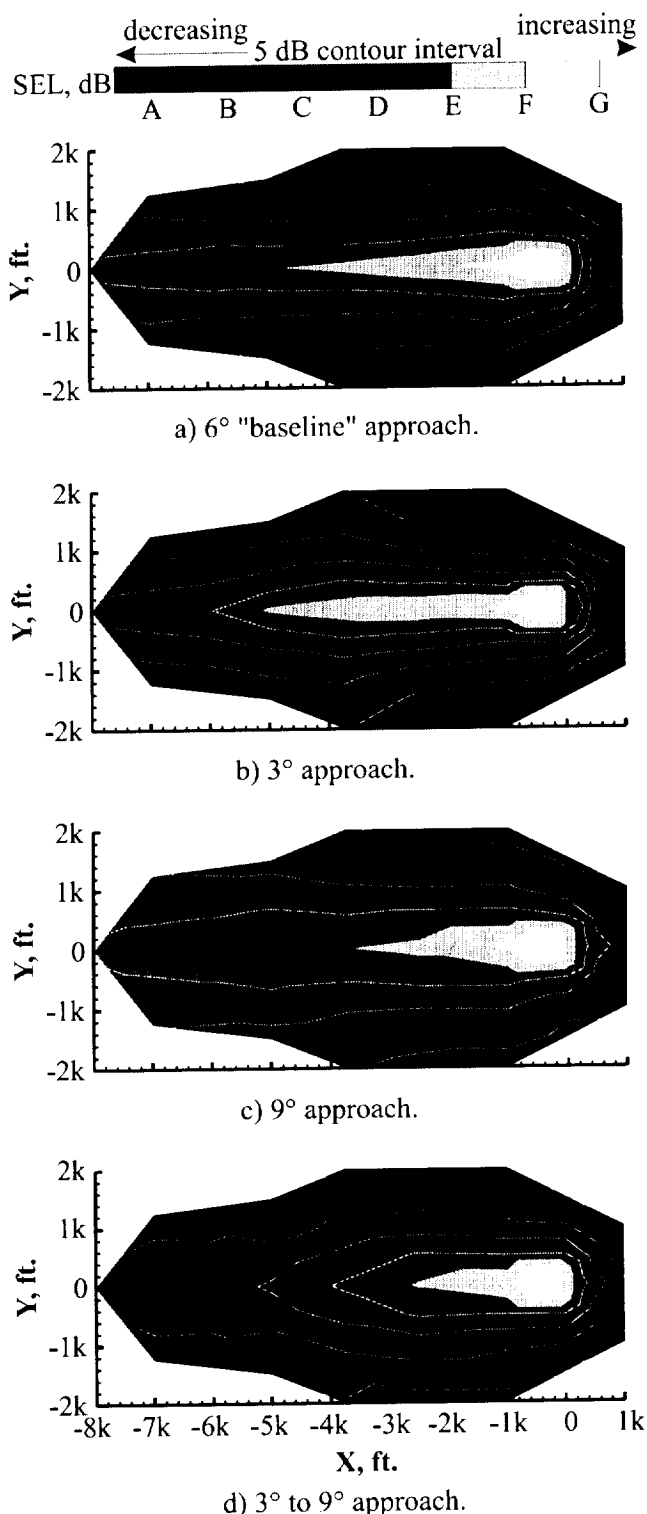 decreasing increasing
5 dB contour interval
SEL, dB
A B C D E F G
2k
1k
0
-1k
-2k
Y, ft.
a) 6° "baseline" approach.
2k
1k
0
-1k
-2k
Y, ft.
b) 3° approach.
2k
1k
0
-1k
-2k
Y, ft.
c) 9° approach.
2k
1k
0
-1k
-2k
Y, ft.
-8k -7k -6k -5k -4k -3k -2k -1k 0 1k
X, ft.
d) 3° to 9° approach.